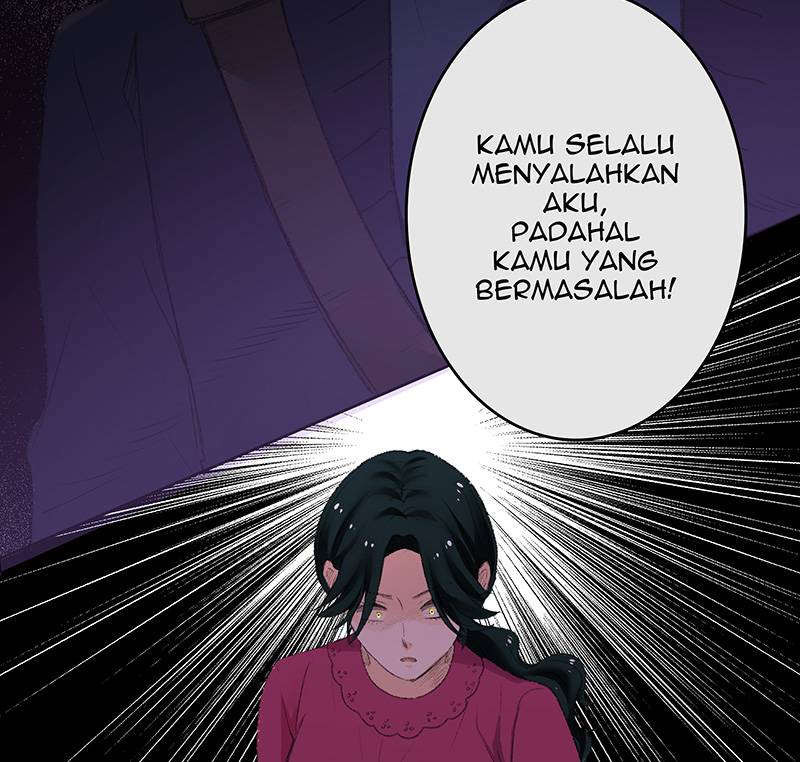 KAMU SELALU
MENYALAHKAN
AKU,
PADAHAL
KAMU YANG
BERMASALAH!